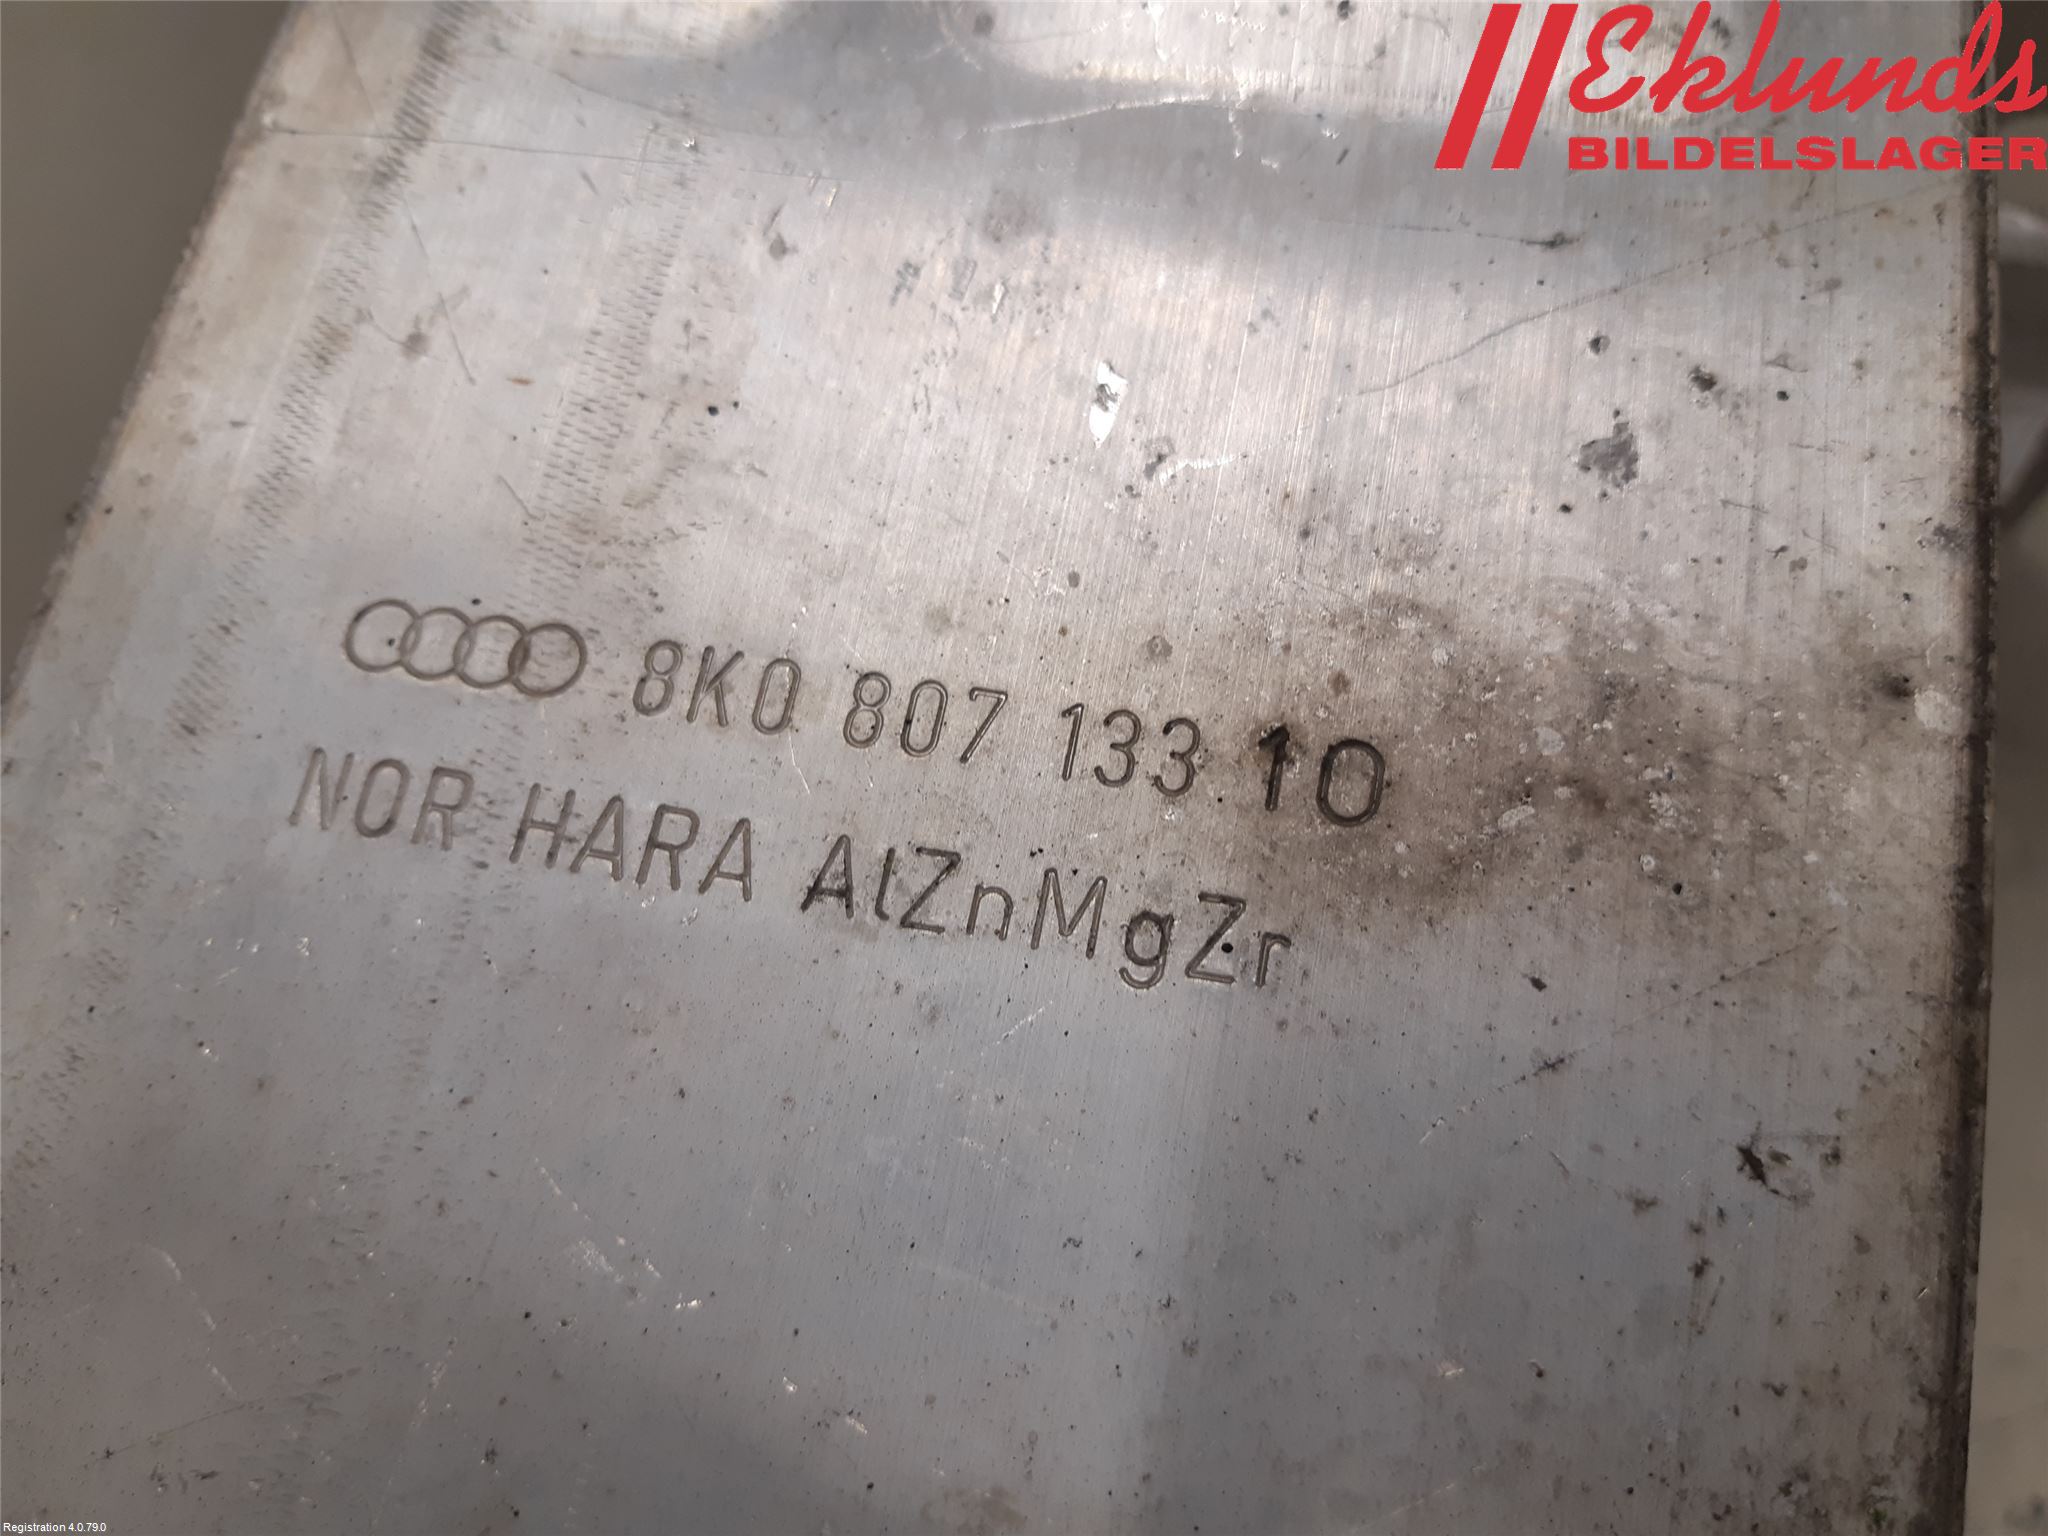 Eklunds
BILDELSLAGER
8K0 807 133 10
NOR HARA AlZnMgZr
Registration 4.0.79.0